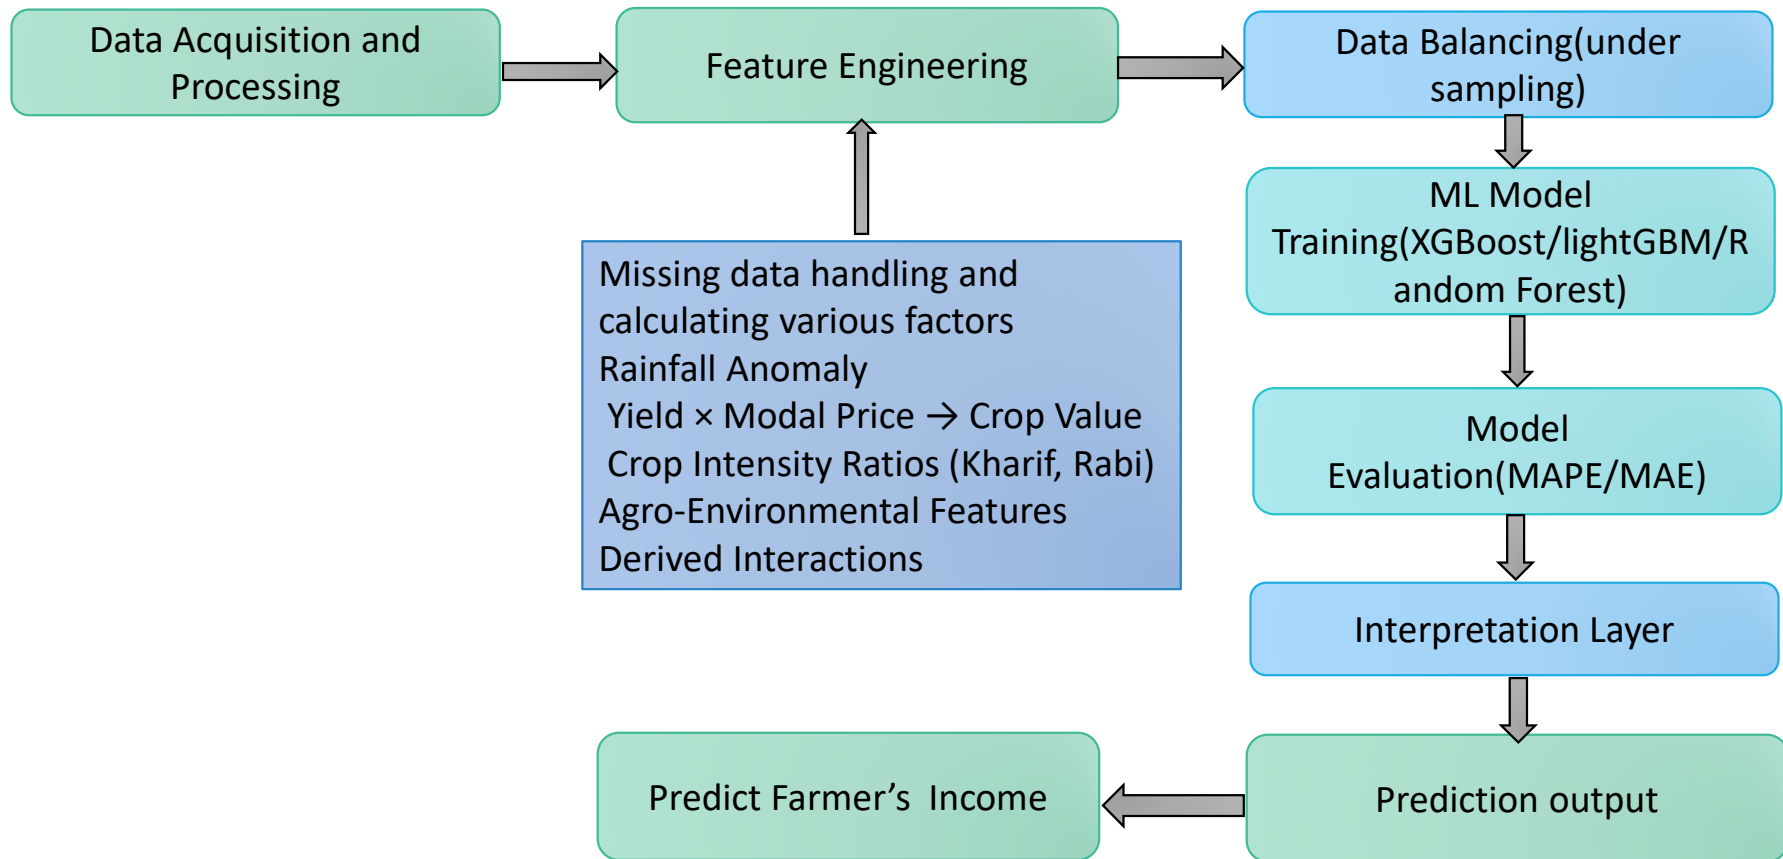 Data Acquisition and
Processing
Feature Engineering
Data Balancing(under
sampling)
ML Model
Training(XGBoost/lightGBM/R
andom Forest)
Missing data handling and
calculating various factors
Rainfall Anomaly
Yield × Modal Price → Crop Value
Crop Intensity Ratios (Kharif, Rabi)
Agro-Environmental Features
Derived Interactions
Model
Evaluation(MAPE/MAE)
Interpretation Layer
Prediction output
Predict Farmer’s  Income